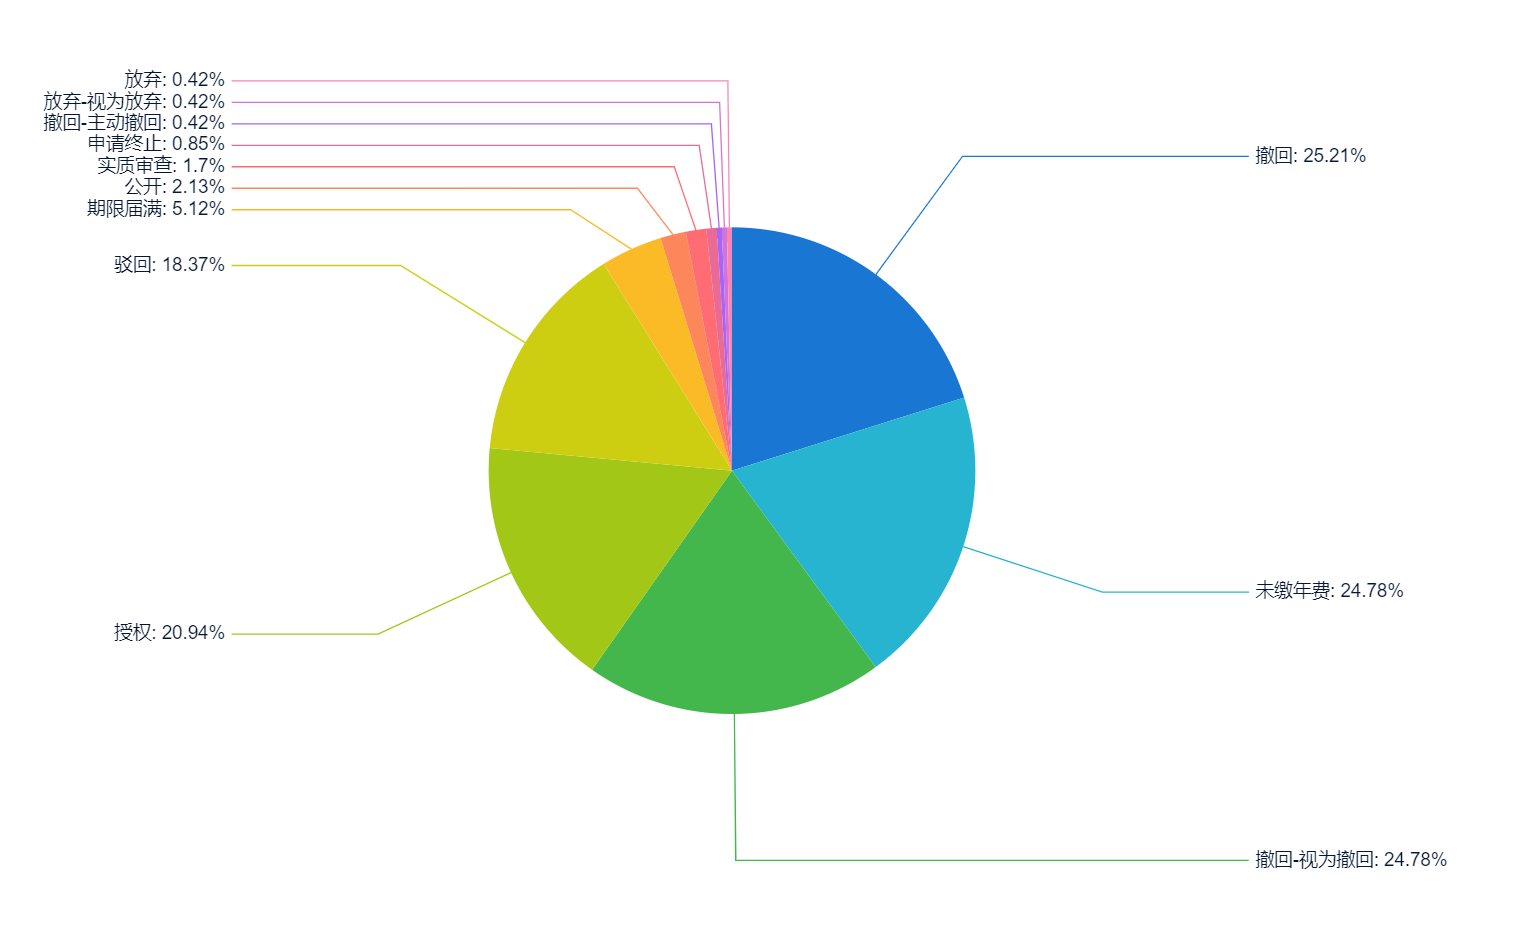 放弃: 0.42%
放弃-视为放弃: 0.42%
撤回-主动撤回: 0.42%
申请终止: 0.85%
实质审查: 1.7%
公开: 2.13%
期限届满: 5.12%
驳回: 18.37%
授权: 20.94%
撤回: 25.21%
未缴年费: 24.78%
撤回-视为撤回: 24.78%